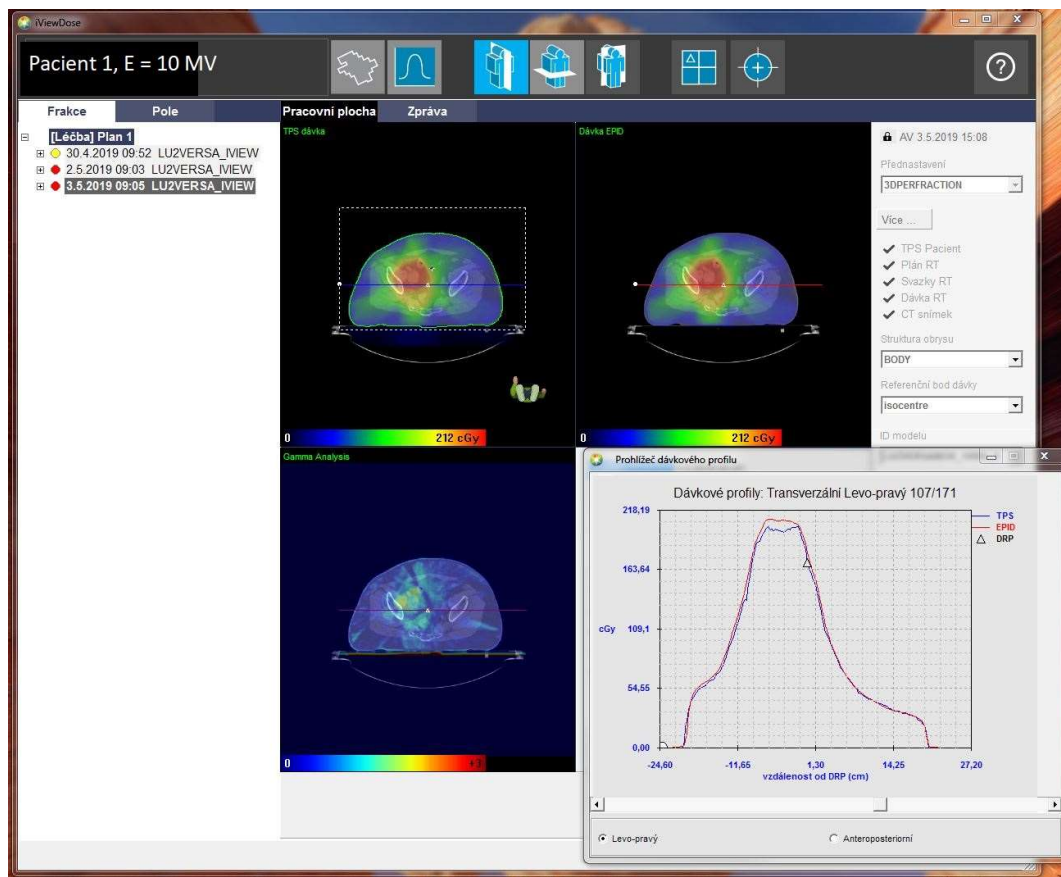 iViewDose
Pacient 1, E = 10 MV
Frakce
Pole
Pracovní plocha
Zpráva
[Léčba] Plan 1
30.4.2019 09:52 LU2VERSA_IVIEW
2.5.2019 09:03 LU2VERSA_IVIEW
3.5.2019 09:05 LU2VERSA_IVIEW
TPS dávka
0
212 cGy
Dávka EPID
0
212 cGy
Gamma Analysis
0
AV 3.5.2019 15:08
Přednastavení
3DPERFRACTION
Více ...
TPS Pacient
Plán RT
Svazky RT
Dávka RT
CT snímek
Struktura obrysu
BODY
Referenční bod dávky
isocentre
ID modelu
Prohlížeč dávkového profilu
Dávkové profily: Transverzální Levo-pravý 107/171
218,19
163,64
cGy
109,1
54,55
0,00
-24,60
-11,65
1,30
14,25
27,20
vzdálenost od DRP (cm)
TPS
EPID
DRP
Levo-pravý
Anteroposteriorní